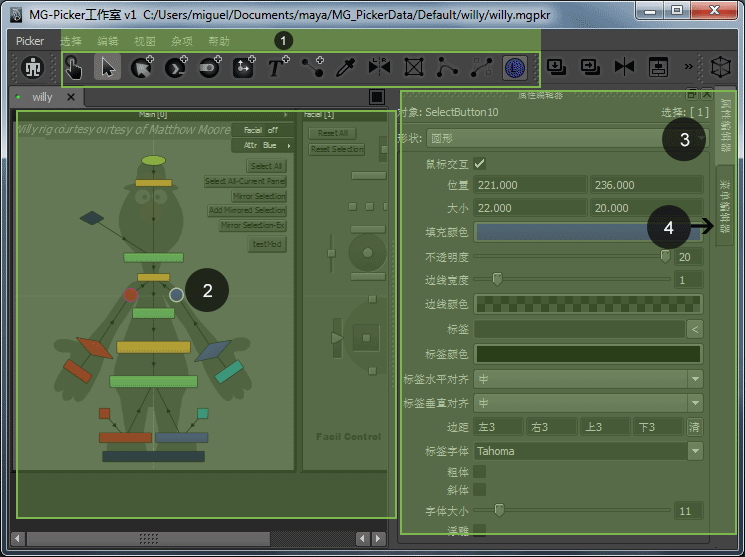 MG-Picker工作室 v1 C:/Users/miguel/Documents/maya/MG_PickerData/Default/willy/willy.mgpkr
Picker 选择 编辑 视图 杂项 帮助 1
willy
属性编辑器
Main [0]
Facial [1]
对象: SelectButton10 选择: [ 1 ]
Willy rig courtesy of Matthew Moore
Facial off
Attr Blue
Reset All
Reset Selection
形状: 圆形
3
属性编辑器
Select All
Select All-Current Panel
Mirror Selection
Add Mirrored Selection
Mirror Selection-Ex
testMod
鼠标交互
位置 221.000 236.000
大小 22.000 20.000
填充颜色
4
菜单编辑器
不透明度 20
边线宽度 1
2
边线颜色
标签 <
标签颜色
标签水平对齐 中
标签垂直对齐 中
边距 左3 右3 上3 下3 清
Facil Control
标签字体 Tahoma
粗体
斜体
字体大小 11
浮雕